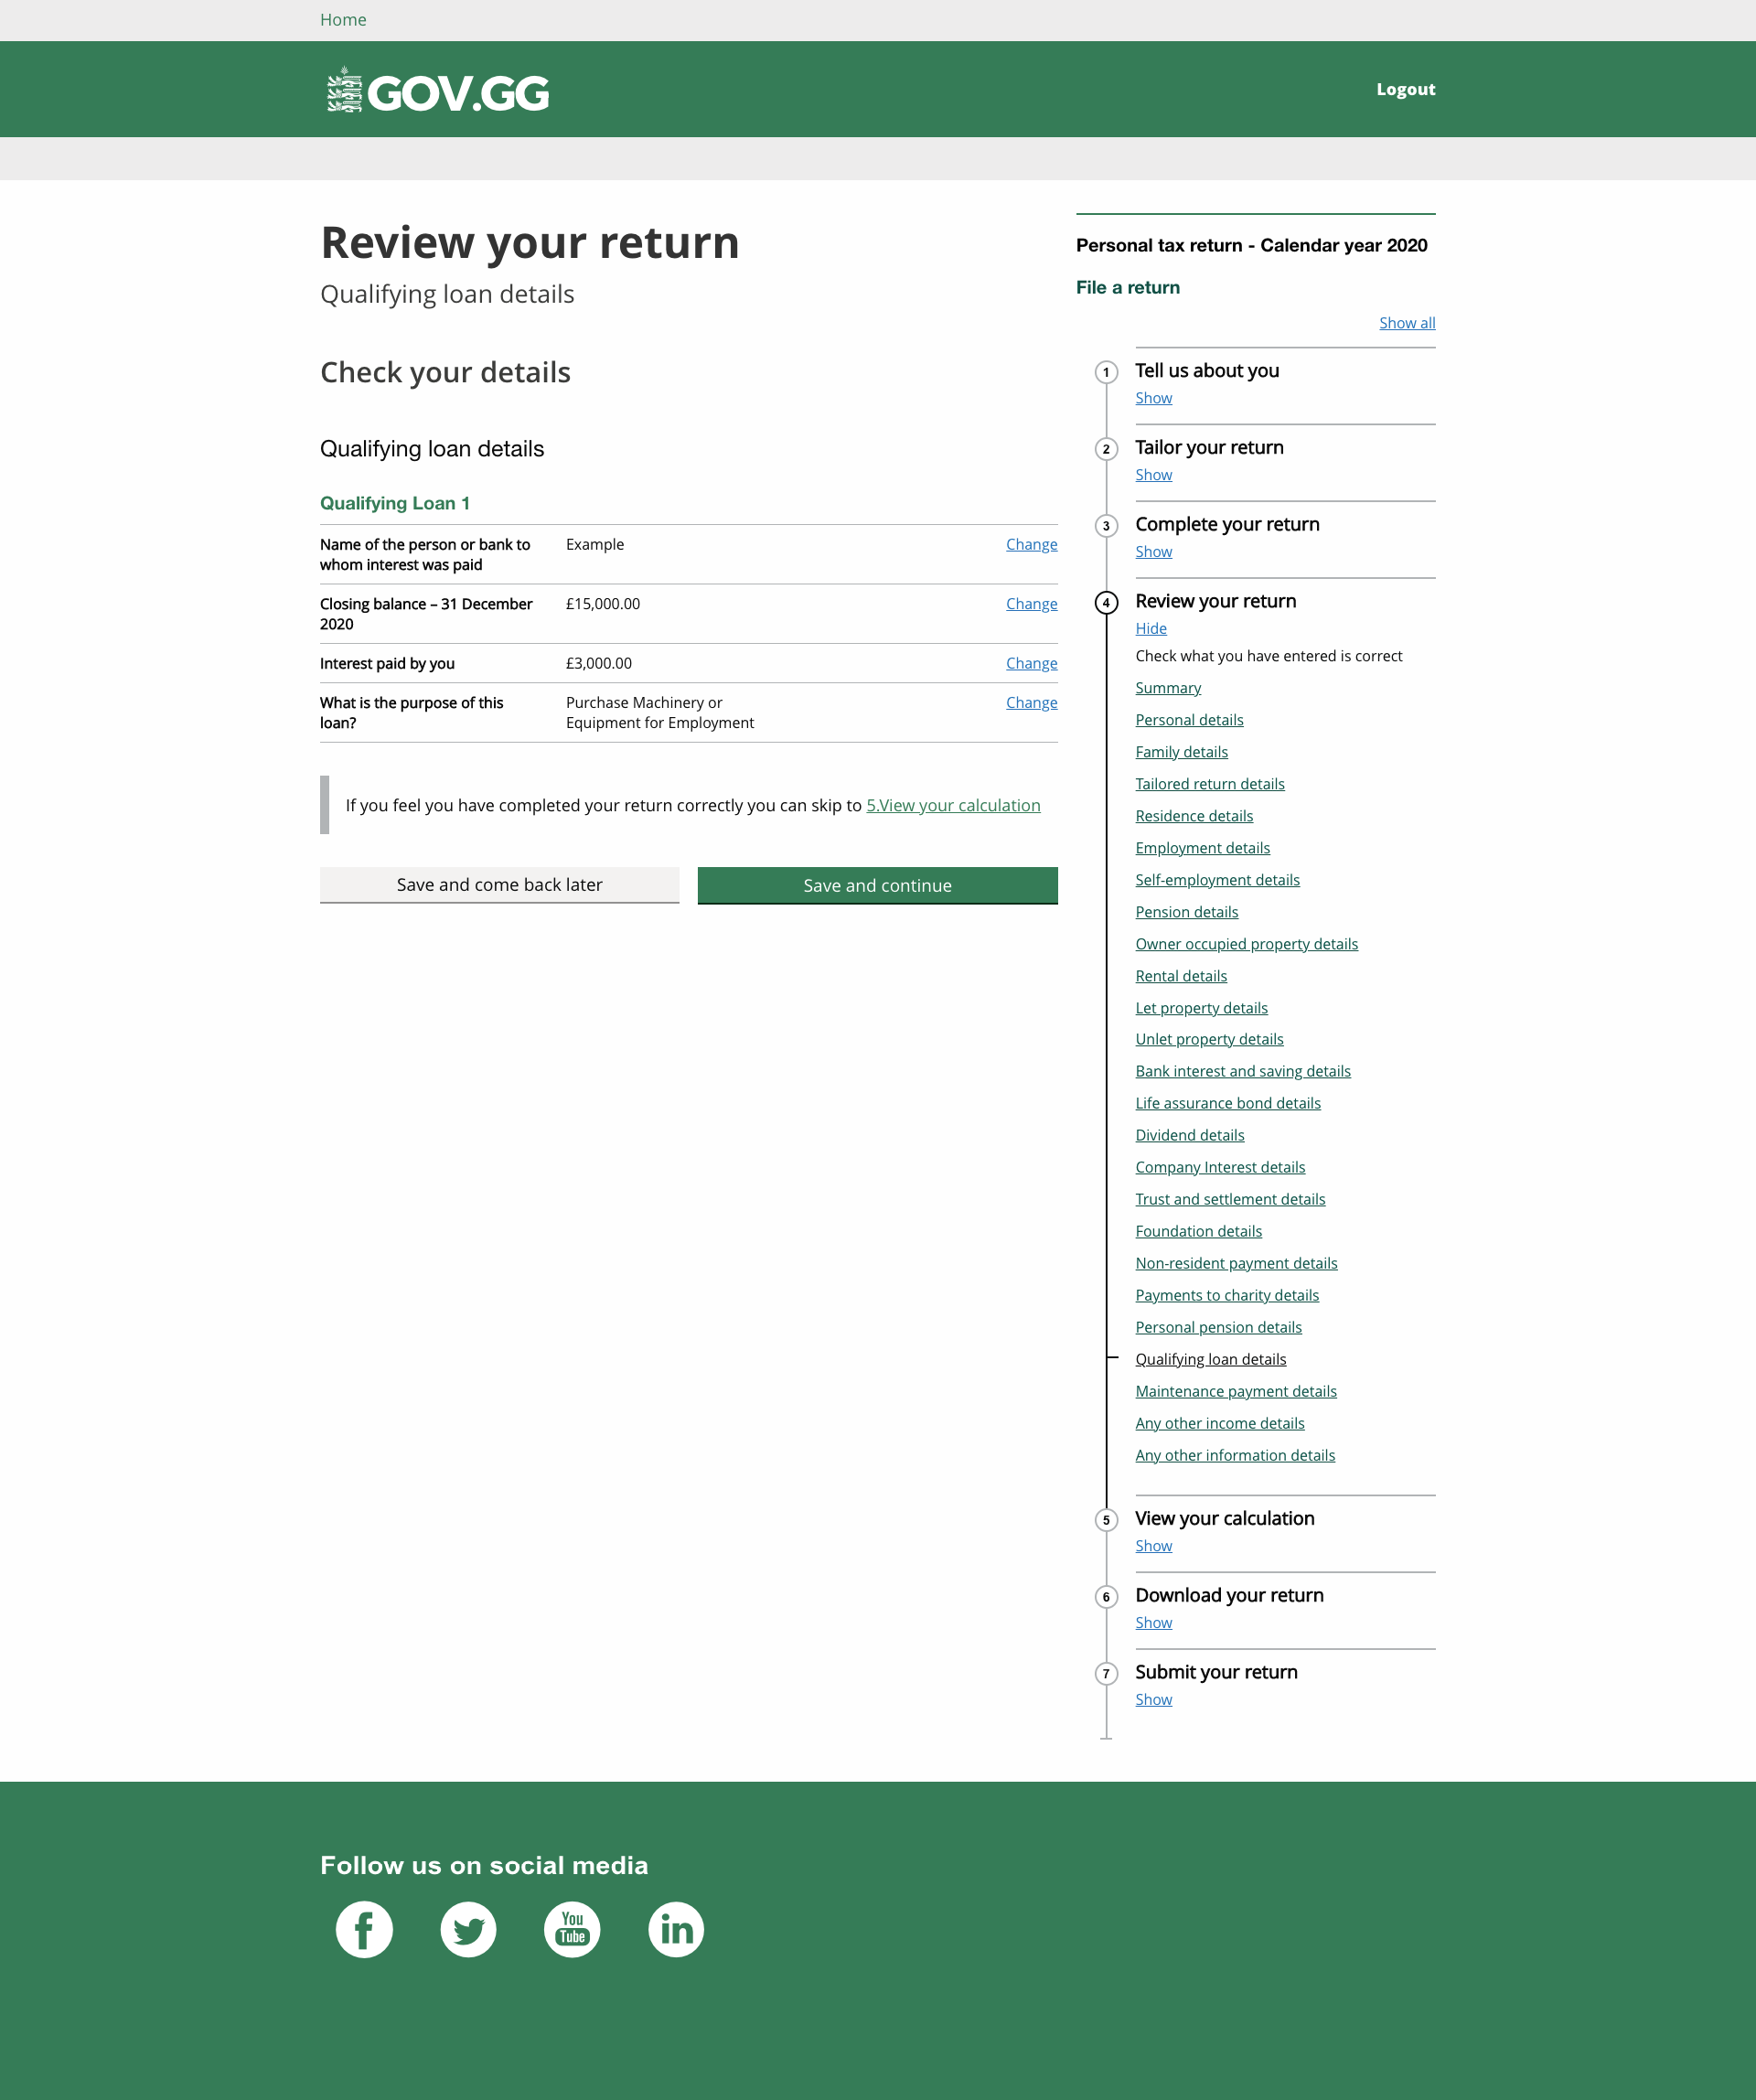 Home
GOV.GG
Logout
Review your return
Qualifying loan details
Check your details
Qualifying loan details
Qualifying Loan 1
Name of the person or bank to
whom interest was paid
Example
Change
Closing balance – 31 December
2020
£15,000.00
Change
Interest paid by you
£3,000.00
Change
What is the purpose of this
loan?
Purchase Machinery or
Equipment for Employment
Change
If you feel you have completed your return correctly you can skip to 5.View your calculation
Save and come back later
Save and continue
Personal tax return - Calendar year 2020
File a return
Show all
1
Tell us about you
Show
2
Tailor your return
Show
3
Complete your return
Show
4
Review your return
Hide
Check what you have entered is correct
Summary
Personal details
Family details
Tailored return details
Residence details
Employment details
Self-employment details
Pension details
Owner occupied property details
Rental details
Let property details
Unlet property details
Bank interest and saving details
Life assurance bond details
Dividend details
Company Interest details
Trust and settlement details
Foundation details
Non-resident payment details
Payments to charity details
Personal pension details
Qualifying loan details
Maintenance payment details
Any other income details
Any other information details
5
View your calculation
Show
6
Download your return
Show
7
Submit your return
Show
Follow us on social media
f
You
Tube
in